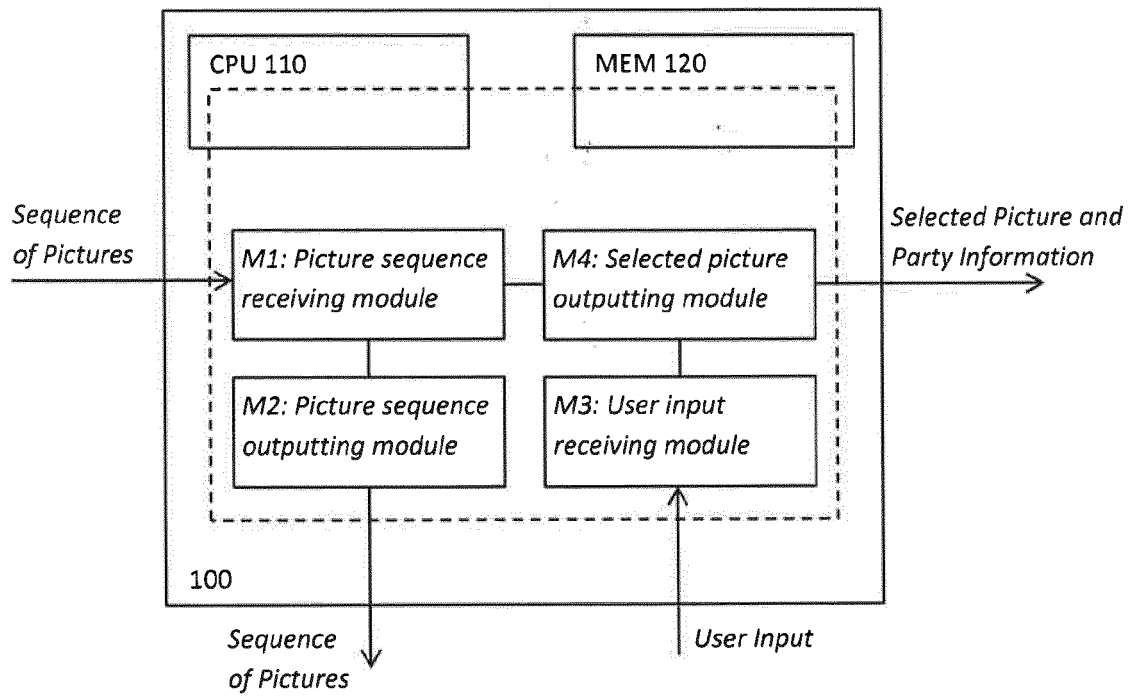 CPU 110
MEM 120
Sequence
of Pictures
Selected Picture and
Party Information
M1: Picture sequence
receiving module
M4: Selected picture
outputting module
M2: Picture sequence
outputting module
M3: User input
receiving module
100
Sequence
of Pictures
User Input